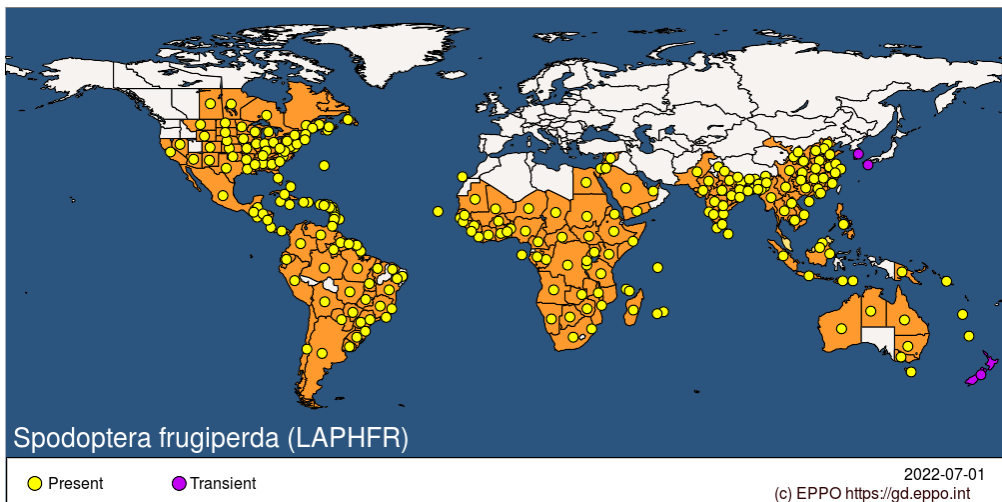 Spodoptera frugiperda (LAPHFR)
Present
Transient
2022-07-01
(c) EPPO https://gd.eppo.int